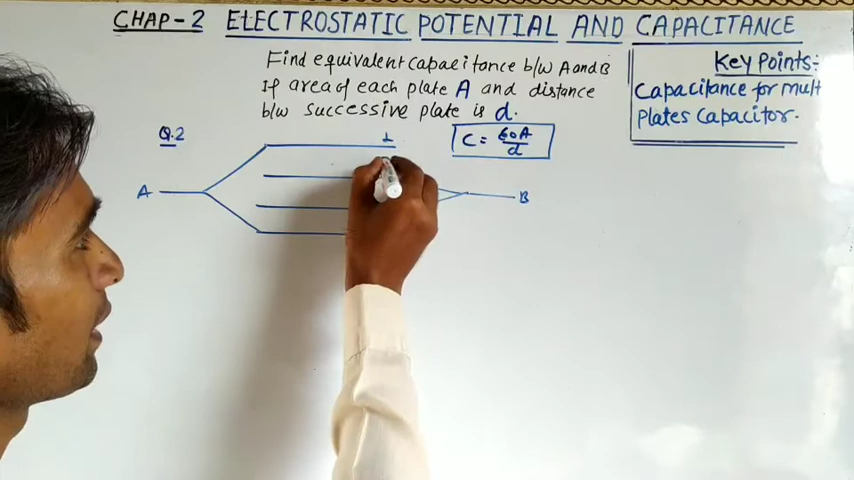 CHAP-2 ELECTROSTATIC POTENTIAL AND CAPACITANCE
Find equivalent capacitance b/w A and B
If area of each plate A and distance
b/w successive plate is d.
Key Points:-
Capacitance for mult
Plates Capacitor.
Q.2
C = ϵ0A/d
1
A
B